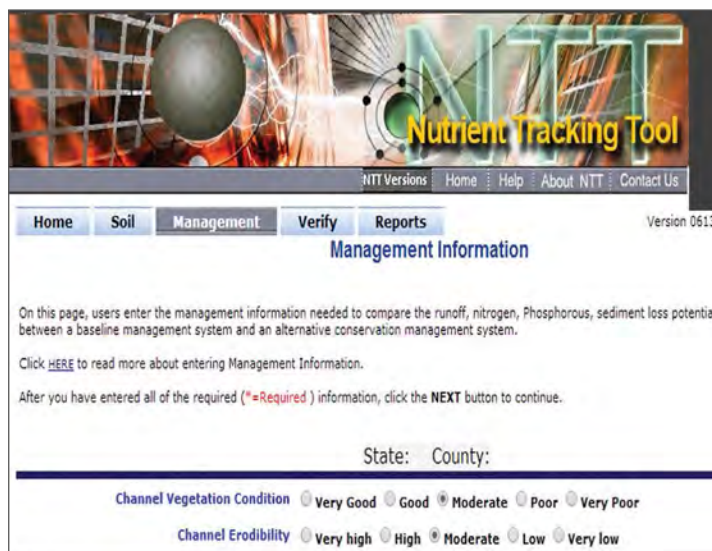 NTT
Nutrient Tracking Tool
NTT Versions Home Help About NTT Contact Us
Home Soil Management Verify Reports Version 0613
Management Information
On this page, users enter the management information needed to compare the runoff, nitrogen, Phosphorous, sediment loss potentia
between a baseline management system and an alternative conservation management system.
Click HERE to read more about entering Management Information.
After you have entered all of the required (*=Required ) information, click the NEXT button to continue.
State: County:
Channel Vegetation Condition Very Good Good Moderate Poor Very Poor
Channel Erodibility Very high High Moderate Low Very low